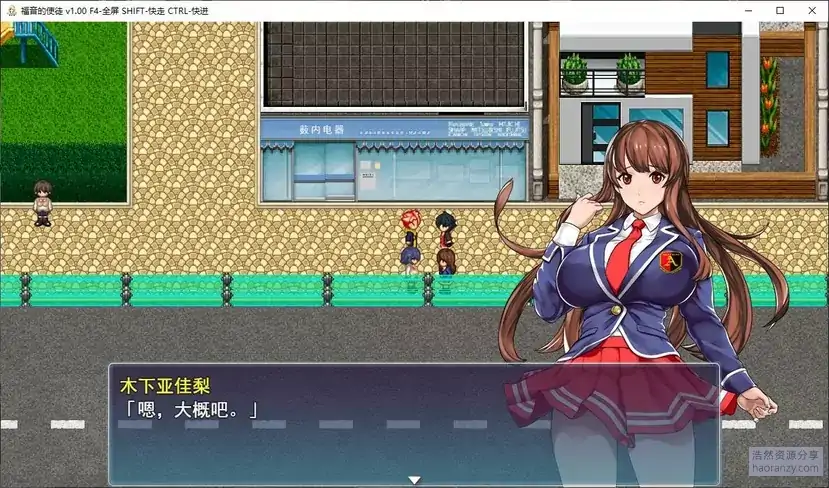 福音的使徒 v1.00 F4-全屏 SHIFT-快走 CTRL-快进
薮内电器
木下亚佳梨
「嗯，大概吧。」
浩然资源分享
haoranzy.com